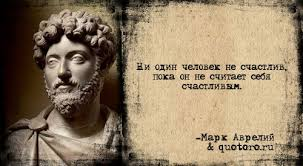 Ни один человек не счастлив,
пока он не считает себя
счастливым.
-Марк Аврелий
& quotoro.ru